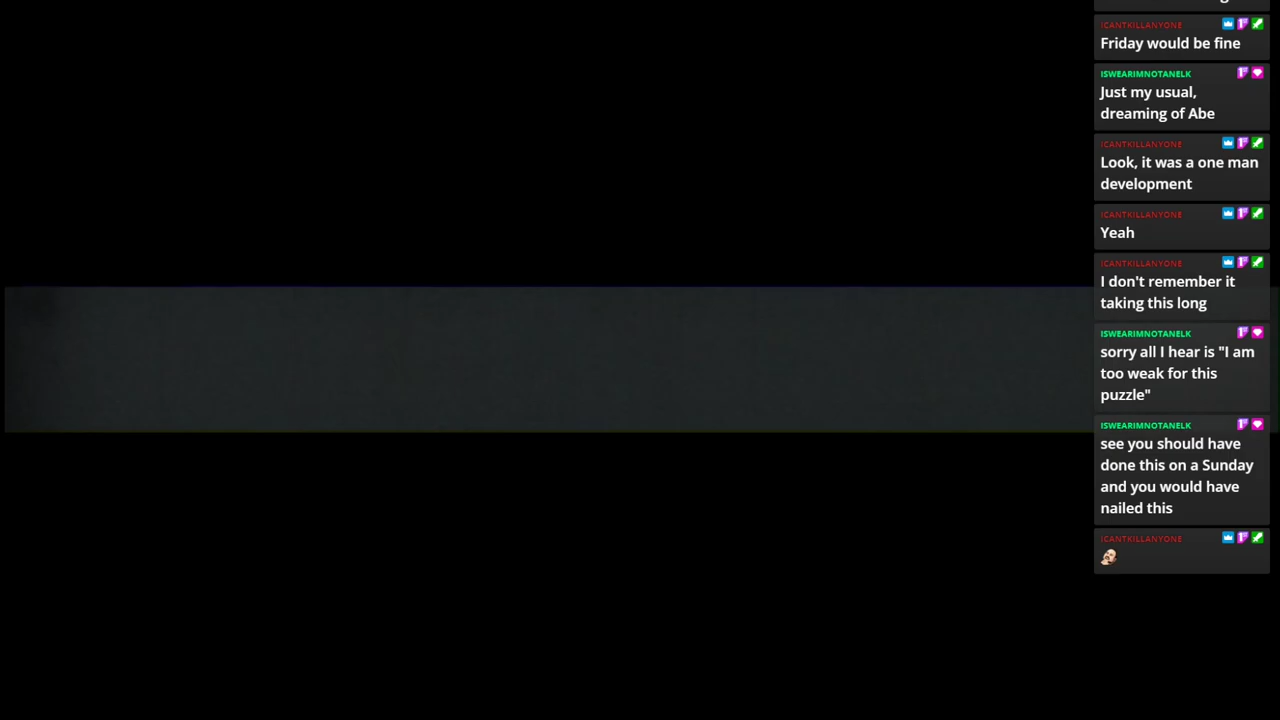 ICANTKILLANYONE
Friday would be fine
ISWEARIMNOTANELK
Just my usual,
dreaming of Abe
ICANTKILLANYONE
Look, it was a one man
development
ICANTKILLANYONE
Yeah
ICANTKILLANYONE
I don't remember it
taking this long
ISWEARIMNOTANELK
sorry all I hear is "I am
too weak for this
puzzle"
ISWEARIMNOTANELK
see you should have
done this on a Sunday
and you would have
nailed this
ICANTKILLANYONE